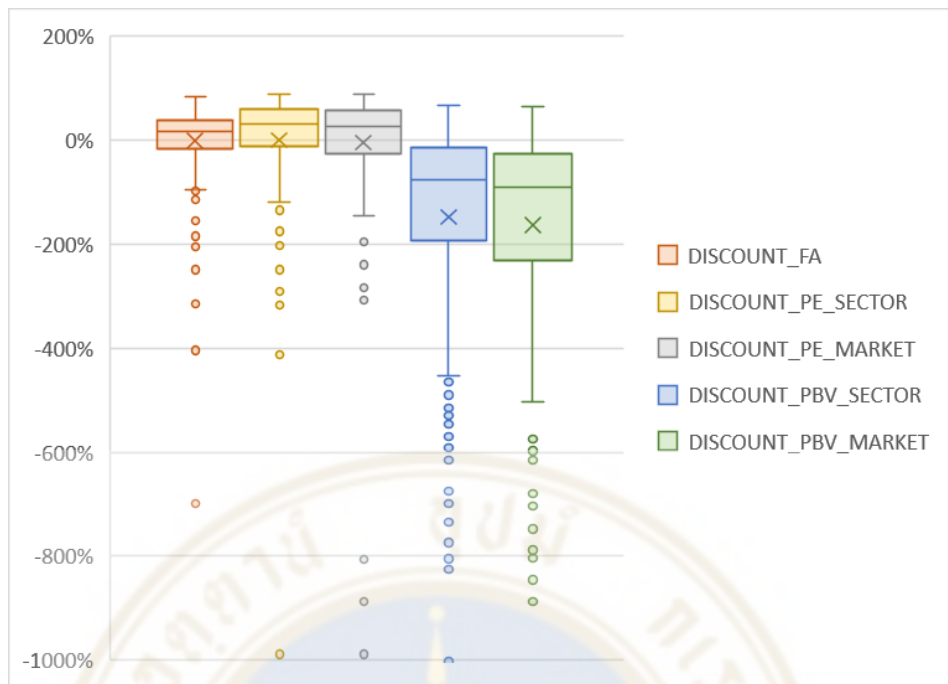 200%
0%
-200%
-400%
-600%
-800%
-1000%
DISCOUNT_FA
DISCOUNT_PE_SECTOR
DISCOUNT_PE_MARKET
DISCOUNT_PBV_SECTOR
DISCOUNT_PBV_MARKET